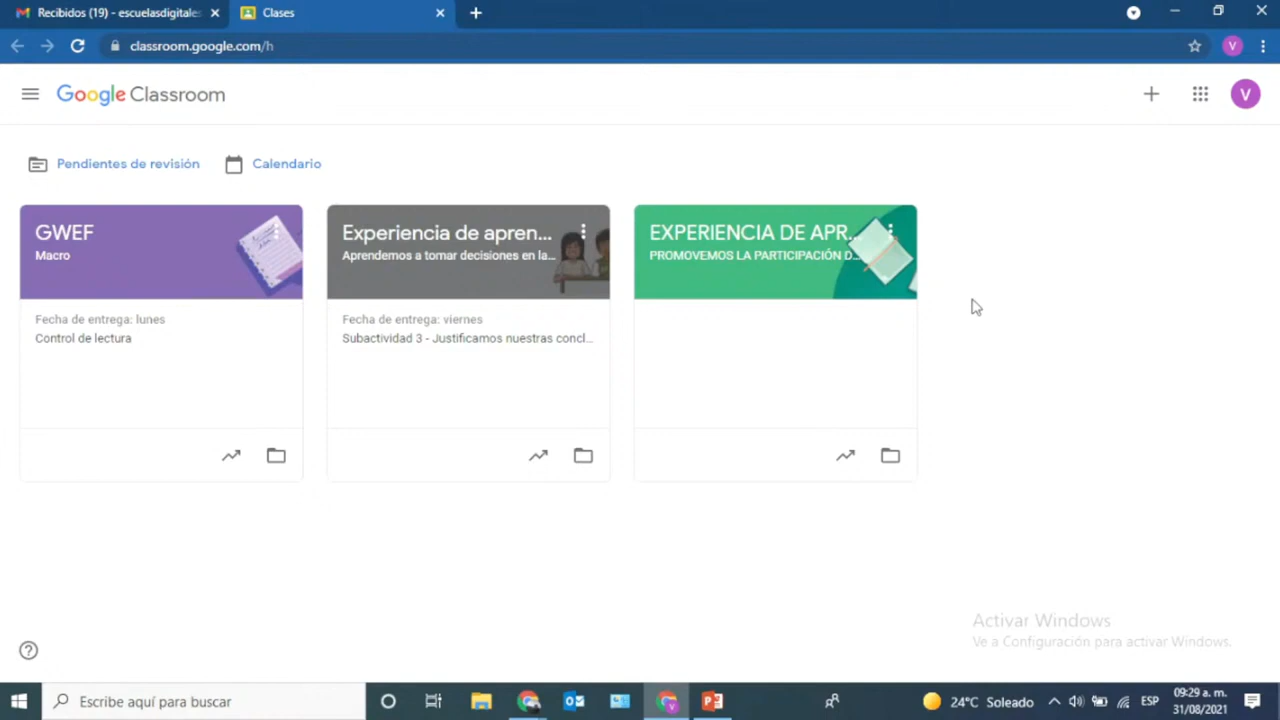 Recibidos (19) - escuelasdigitale
Clases
classroom.google.com/h
V
Google Classroom
V
Pendientes de revisión
Calendario
GWEF
Macro
Fecha de entrega: lunes
Control de lectura
Experiencia de apren...
Aprendemos a tomar decisiones en la...
Fecha de entrega: viernes
Subactividad 3 - Justificamos nuestras concl...
EXPERIENCIA DE APR...
PROMOVEMOS LA PARTICIPACIÓN D...
Activar Windows
Ve a Configuración para activar Windows.
Escribe aquí para buscar
24°C Soleado
ESP
09:29 a. m.
31/08/2021